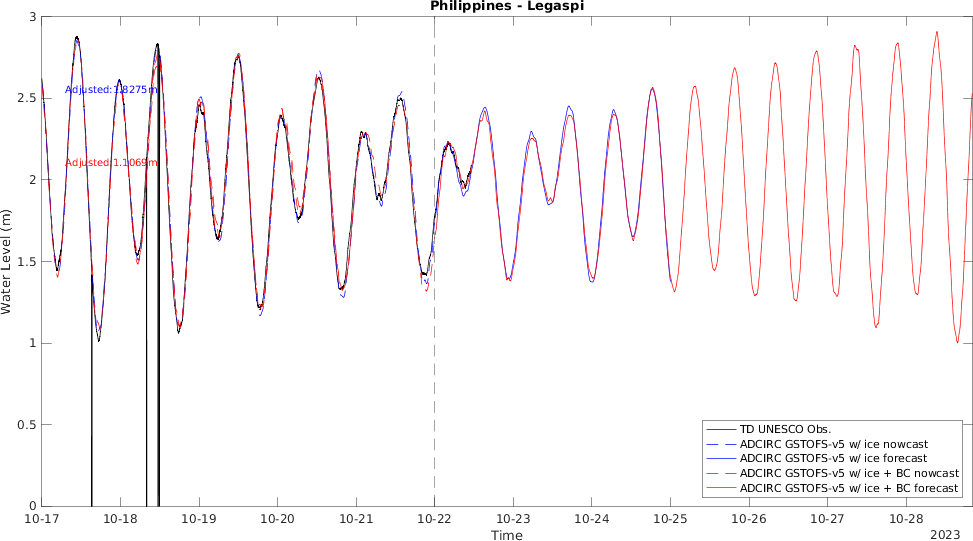 Philippines - Legaspi
3
2.5
2
1.5
1
0.5
0
Water Level (m)
Adjusted:1.8275m
Adjusted:1.1069m
TD UNESCO Obs.
ADCIRC GSTOFS-v5 w/ ice nowcast
ADCIRC GSTOFS-v5 w/ ice forecast
ADCIRC GSTOFS-v5 w/ ice + BC nowcast
ADCIRC GSTOFS-v5 w/ ice + BC forecast
10-17 10-18 10-19 10-20 10-21 10-22 10-23 10-24 10-25 10-26 10-27 10-28
Time
2023